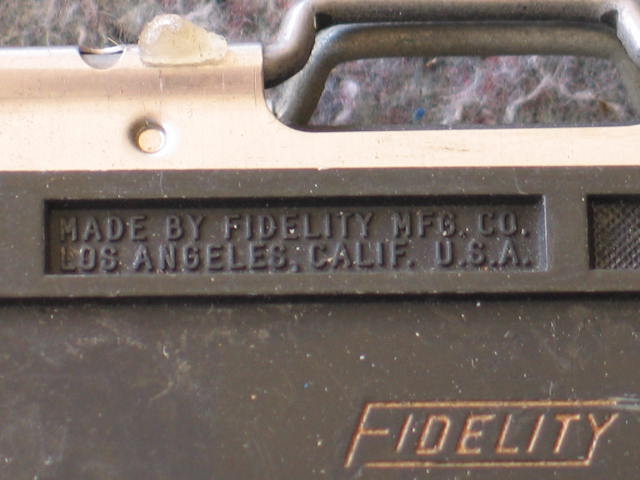 MADE BY FIDELITY MFG. CO.
LOS ANGELES, CALIF. U.S.A.
FIDELITY